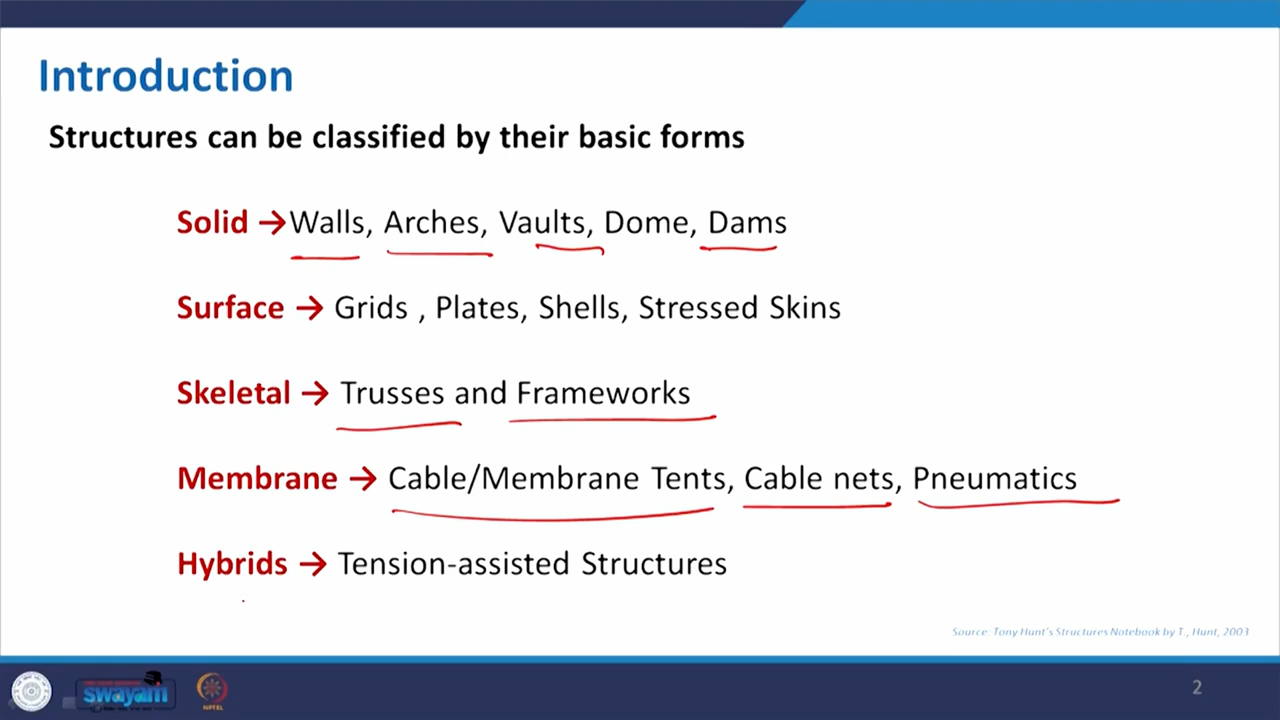 Introduction
Structures can be classified by their basic forms
Solid →Walls, Arches, Vaults, Dome, Dams
Surface → Grids , Plates, Shells, Stressed Skins
Skeletal → Trusses and Frameworks
Membrane → Cable/Membrane Tents, Cable nets, Pneumatics
Hybrids → Tension-assisted Structures
Source: Tony Hunt's Structures Notebook by T., Hunt, 2003
swayam
NPTEL
2